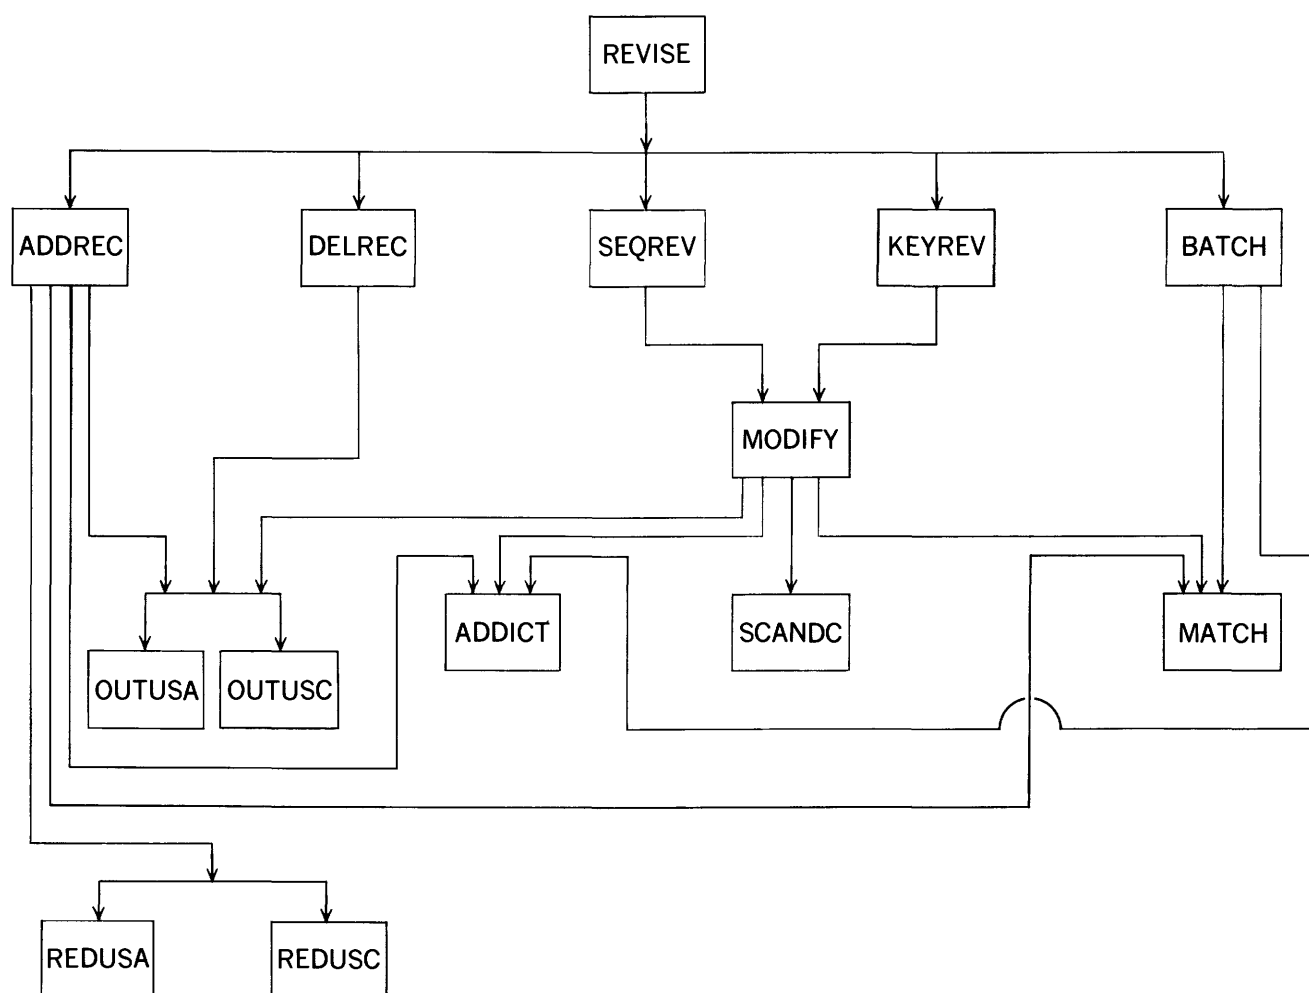 REVISE
ADDREC
DELREC
SEQREV
KEYREV
BATCH
MODIFY
ADDICT
SCANDC
MATCH
OUTUSA
OUTUSC
REDUSA
REDUSC